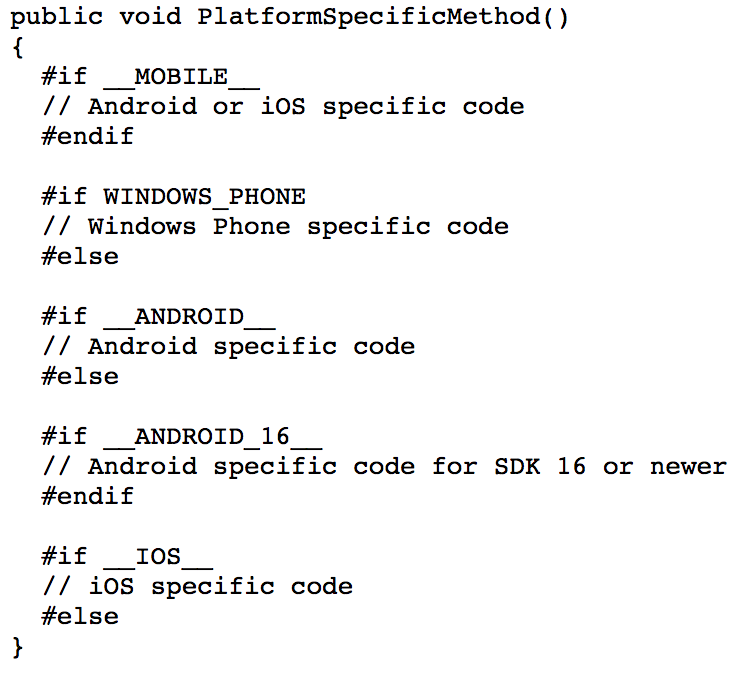 public void PlatformSpecificMethod()
{
#if __MOBILE__
// Android or iOS specific code
#endif
#if WINDOWS_PHONE
// Windows Phone specific code
#else
#if __ANDROID__
// Android specific code
#else
#if __ANDROID_16__
// Android specific code for SDK 16 or newer
#endif
#if __IOS__
// iOS specific code
#else
}